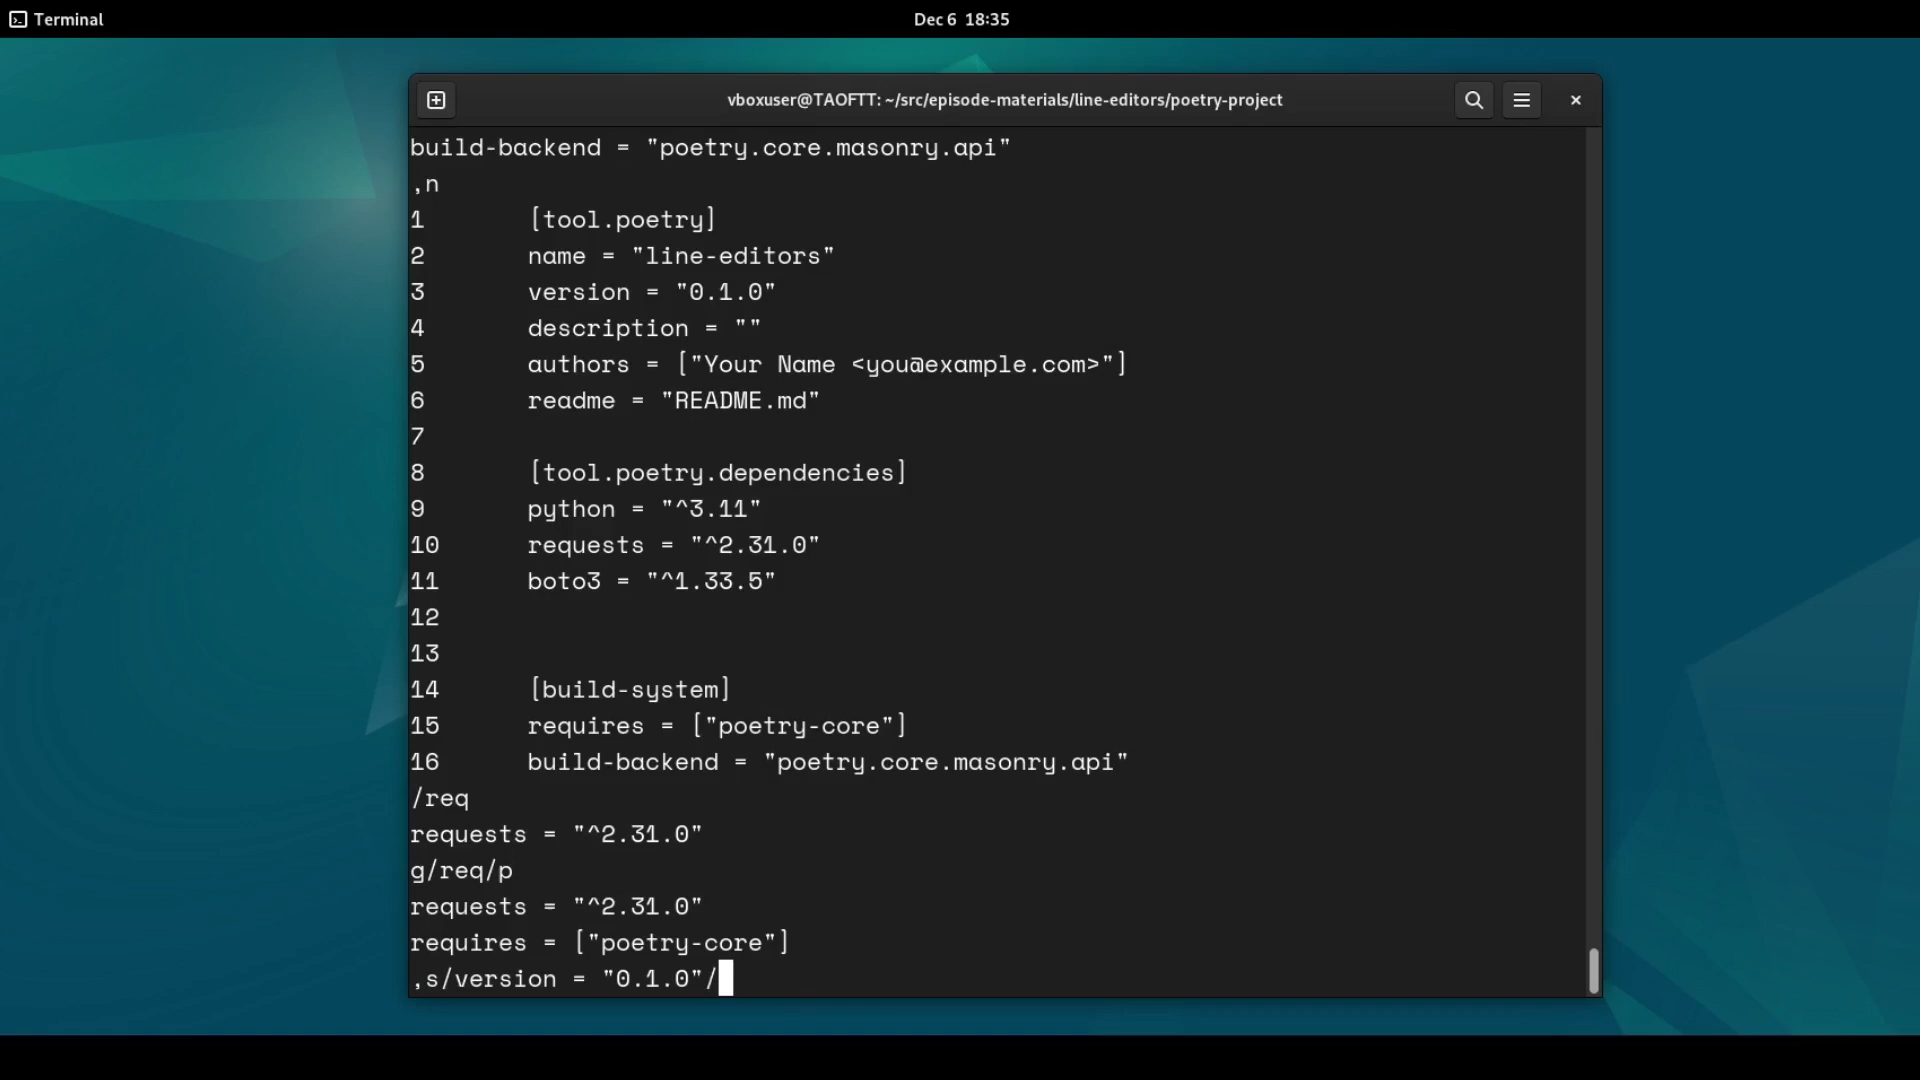 Terminal
Dec 6 18:35
vboxuser@TAOFTT: ~/src/episode-materials/line-editors/poetry-project
build-backend = "poetry.core.masonry.api"
,n
1 [tool.poetry]
2 name = "line-editors"
3 version = "0.1.0"
4 description = ""
5 authors = ["Your Name <you@example.com>"]
6 readme = "README.md"
7
8 [tool.poetry.dependencies]
9 python = "^3.11"
10 requests = "^2.31.0"
11 boto3 = "^1.33.5"
12
13
14 [build-system]
15 requires = ["poetry-core"]
16 build-backend = "poetry.core.masonry.api"
/req
requests = "^2.31.0"
g/req/p
requests = "^2.31.0"
requires = ["poetry-core"]
,s/version = "0.1.0"/